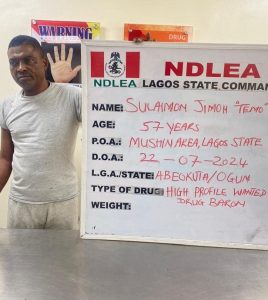 WARNING
DRUG
NDLEA
NDLEA LAGOS STATE COMMAND
NAME: SULAIMON JIMOH "TEMO"
AGE: 57 YEARS
P.O.A.: MUSHIN AREA, LAGOS STATE
D.O.A.: 22-07-2024
L.G.A./STATE: ABEOKUTA/OGUN
TYPE OF DRUG: HIGH PROFILE WANTED
DRUG BARON
WEIGHT: